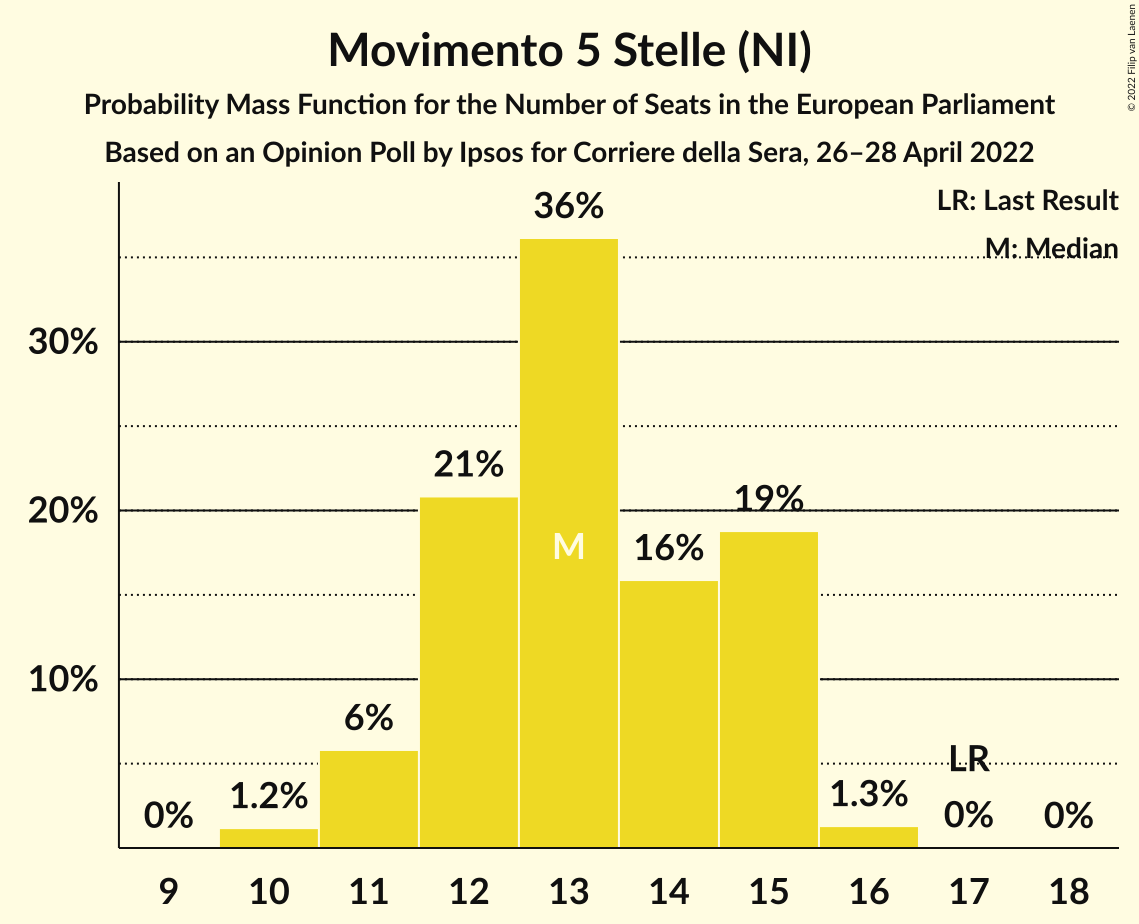 Movimento 5 Stelle (NI)
Probability Mass Function for the Number of Seats in the European Parliament
Based on an Opinion Poll by Ipsos for Corriere della Sera, 26–28 April 2022
© 2022 Filip van Laenen
LR: Last Result
M: Median
36%
30%
21%
20%
19%
M
16%
10%
6%
LR
1.2%
1.3%
0%
0%
0%
9 10 11 12 13 14 15 16 17 18